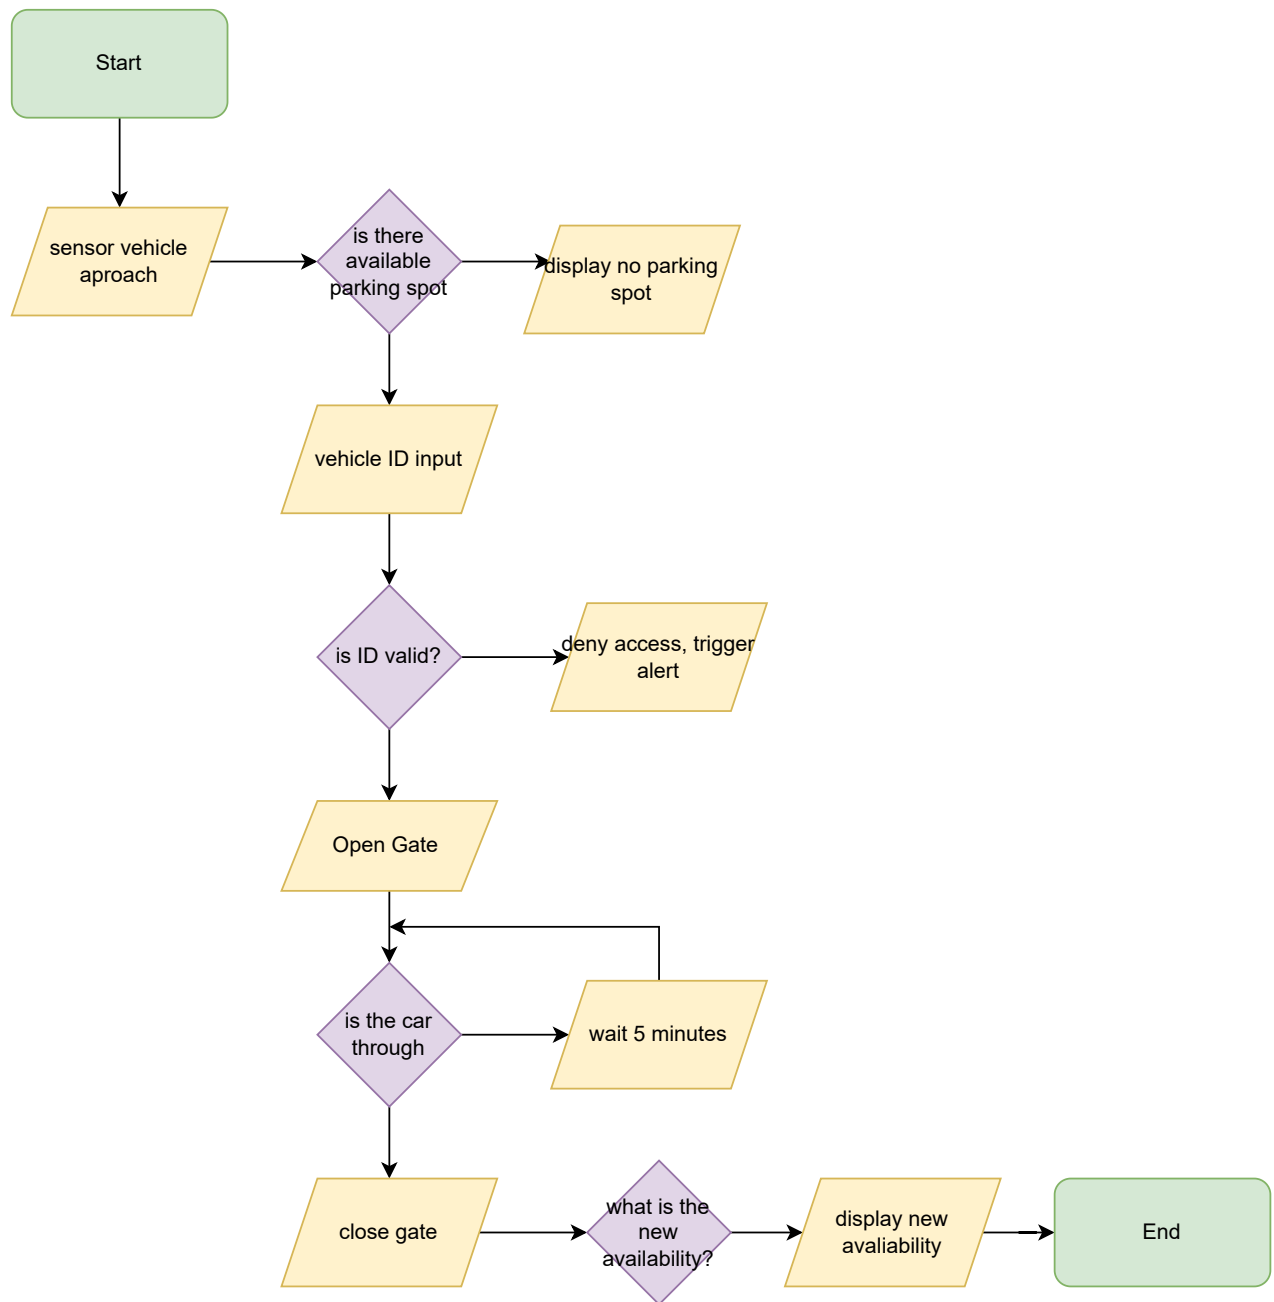 Start
sensor vehicle
aproach
is there
available
parking spot
display no parking
spot
vehicle ID input
is ID valid?
deny access, trigger
alert
Open Gate
is the car
through
wait 5 minutes
close gate
what is the
new
availability?
display new
avaliability
End